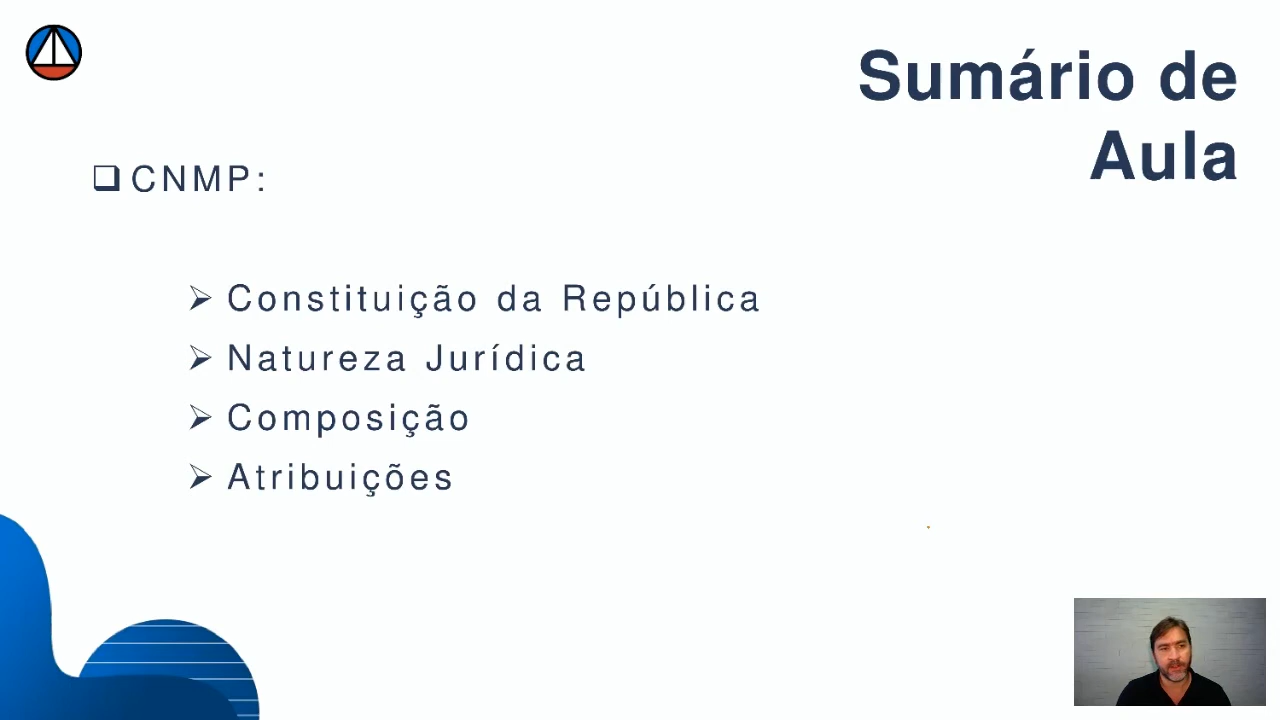 Sumário de
Aula
CNMP:
Constituição da República
Natureza Jurídica
Composição
Atribuições